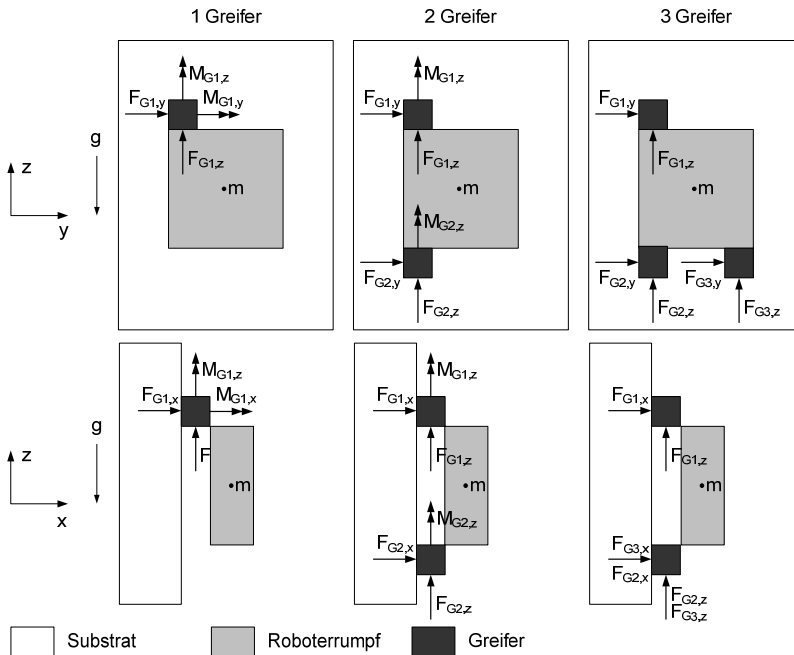 1 Greifer
2 Greifer
3 Greifer
M_G1,z
F_G1,y
M_G1,y
F_G1,z
m
g
z
y
M_G1,z
F_G1,y
F_G1,z
m
M_G2,z
F_G2,y
F_G2,z
F_G1,y
F_G1,z
m
F_G2,y
F_G3,y
F_G2,z
F_G3,z
M_G1,z
F_G1,x
M_G1,x
F
m
g
z
x
M_G1,z
F_G1,x
F_G1,z
m
M_G2,z
F_G2,x
F_G2,z
F_G1,x
F_G1,z
m
F_G3,x
F_G2,x
F_G2,z
F_G3,z
Substrat
Roboterrumpf
Greifer